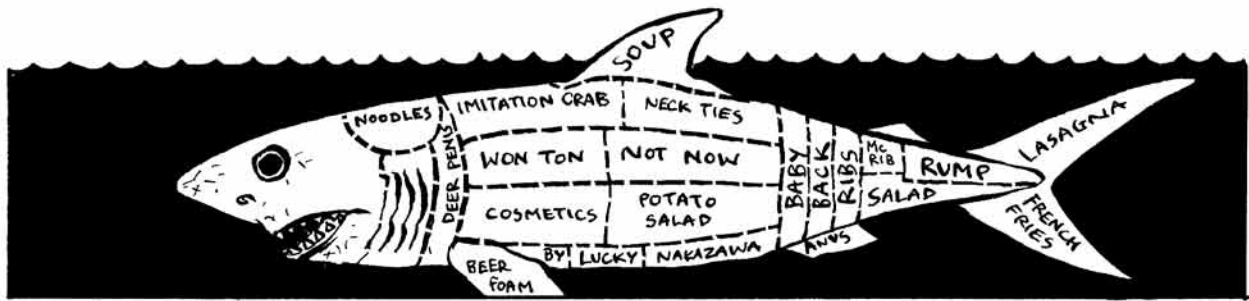 SOUP
NOODLES
DEER PENIS
IMITATION CRAB
NECK TIES
WON TON
NOT NOW
COSMETICS
POTATO
SALAD
BABY
BACK
RIBS
MC
RIB
RUMP
SALAD
LASAGNA
FRENCH
FRIES
ANUS
BEER
FOAM
BY LUCKY NAKAZAWA